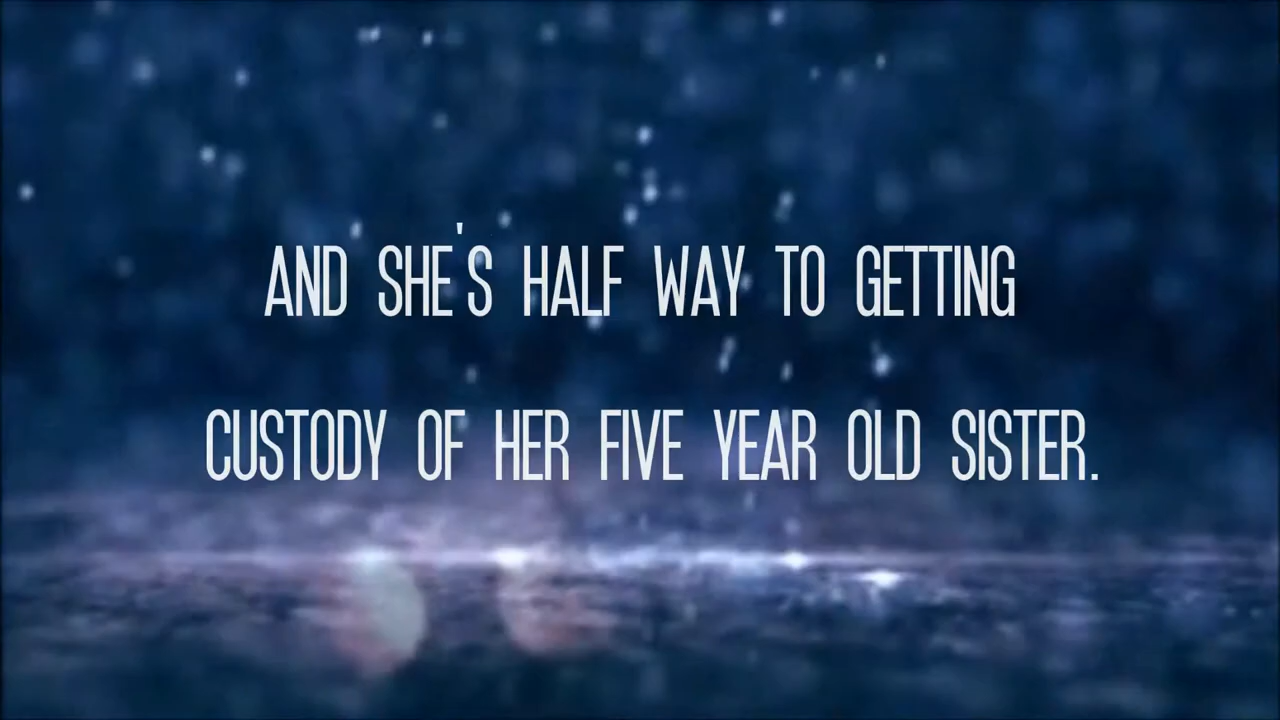 AND SHE'S HALF WAY TO GETTING
CUSTODY OF HER FIVE YEAR OLD SISTER.